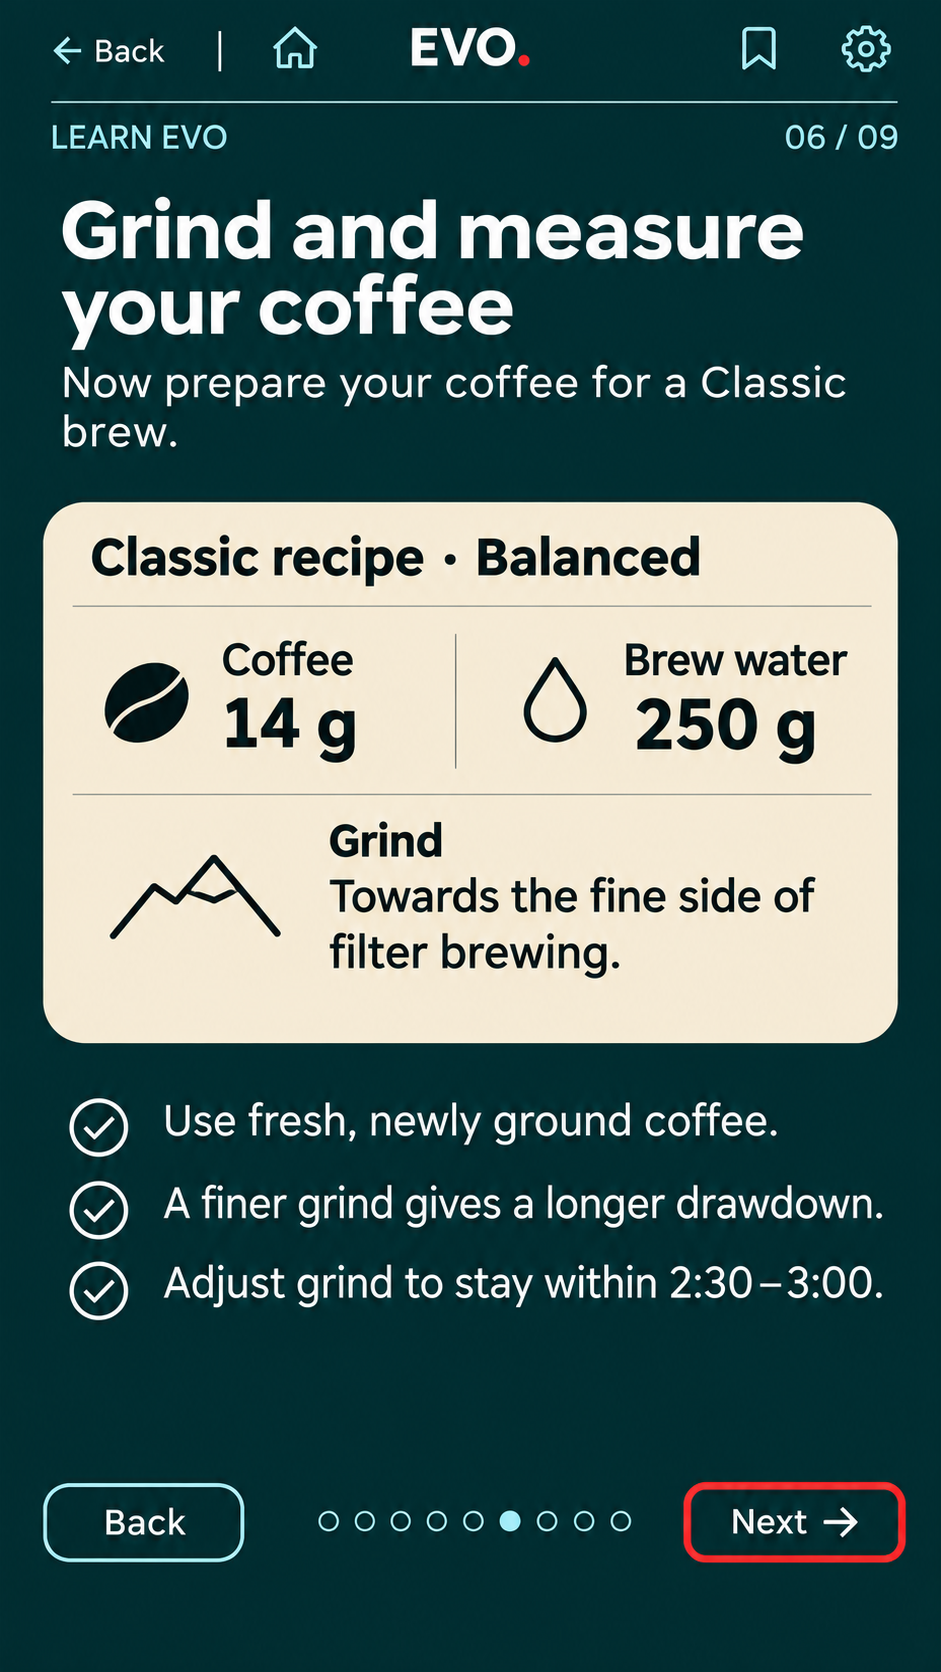 ← Back | EVO.
LEARN EVO 06 / 09
Grind and measure
your coffee
Now prepare your coffee for a Classic
brew.
Classic recipe · Balanced
Coffee Brew water
14 g 250 g
Grind
Towards the fine side of
filter brewing.
Use fresh, newly ground coffee.
A finer grind gives a longer drawdown.
Adjust grind to stay within 2:30–3:00.
Back Next →